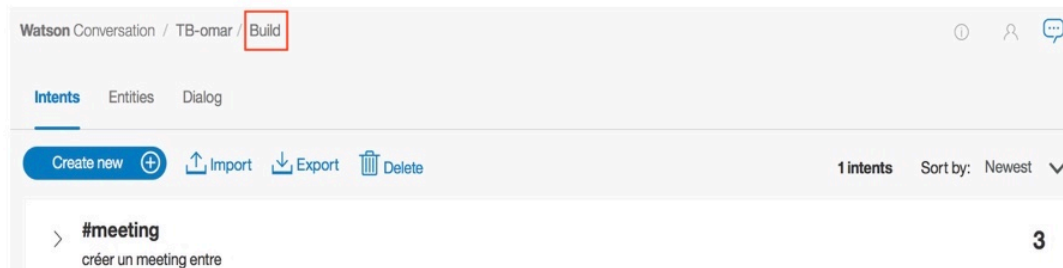 Watson Conversation / TB-omar / Build
Intents Entities Dialog
Create new Import Export Delete 1 intents Sort by: Newest
#meeting 3
créer un meeting entre